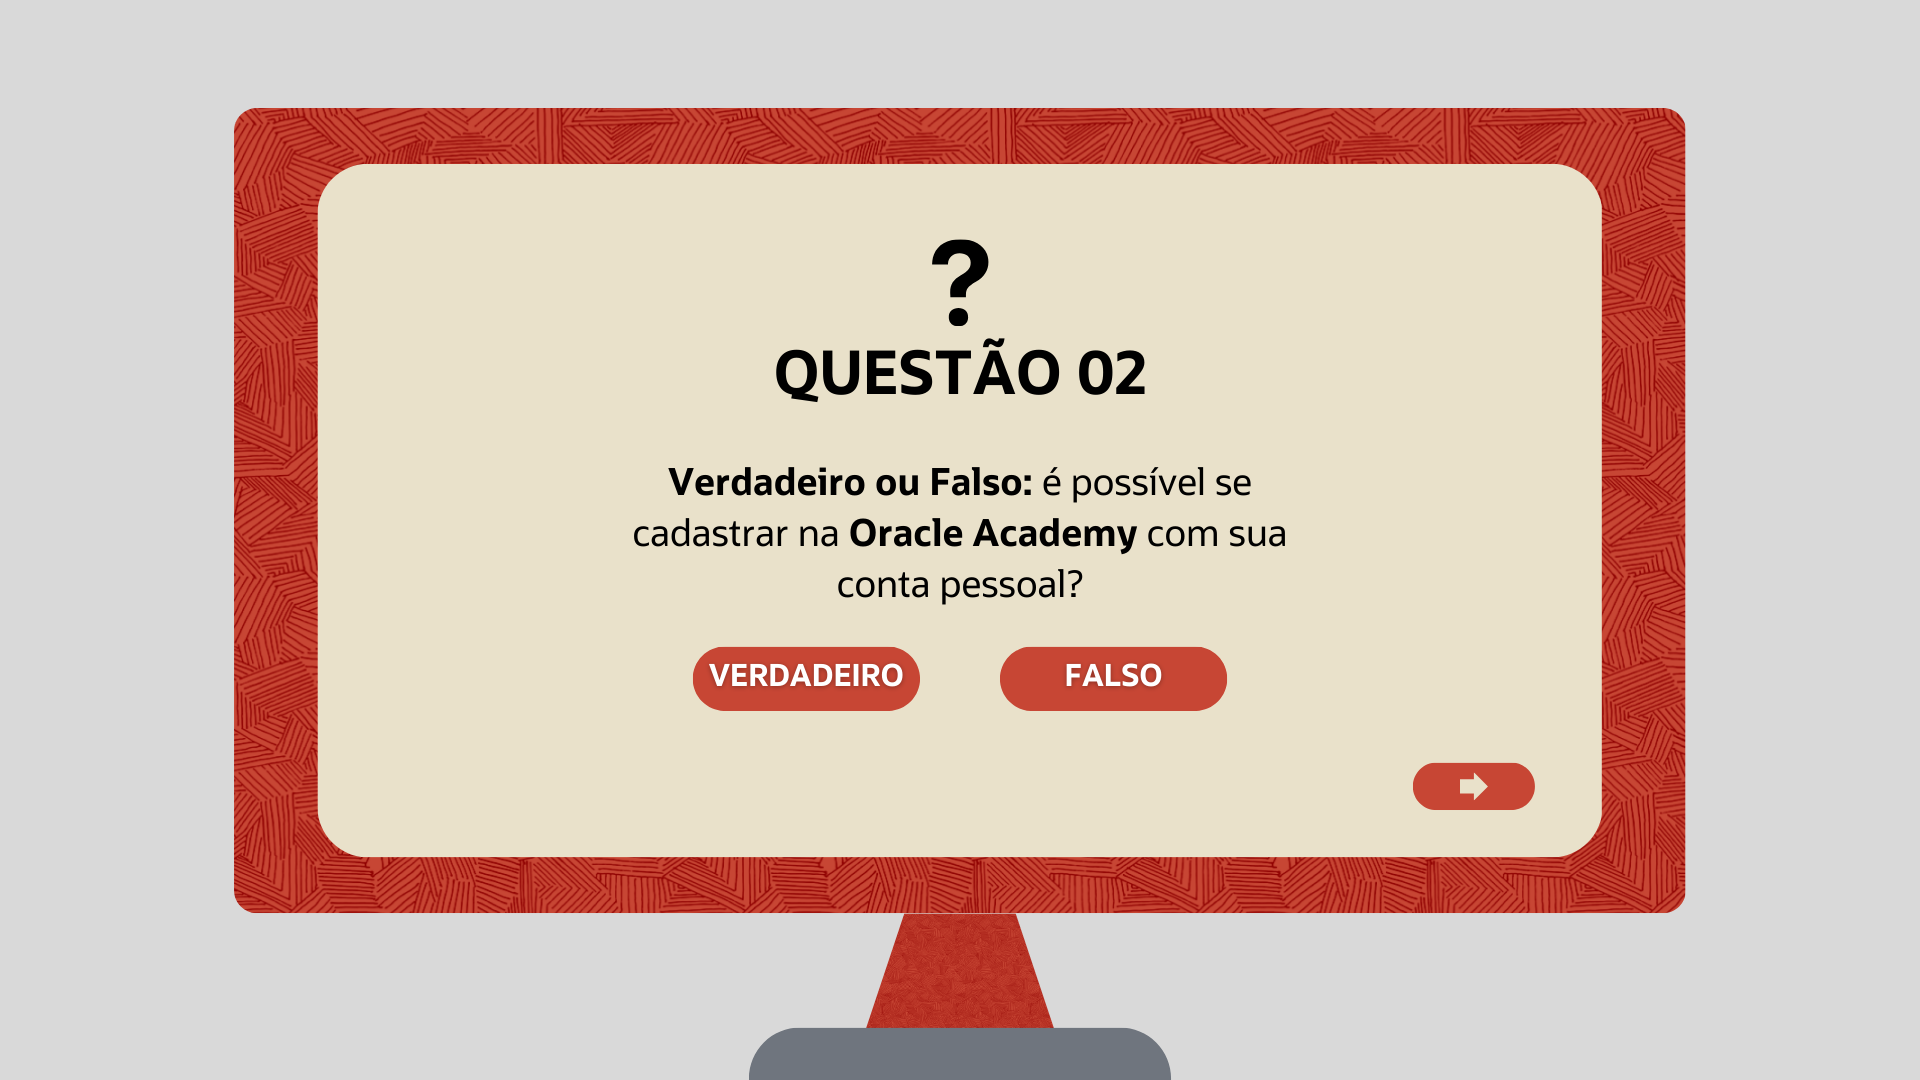 ?
QUESTÃO 02
Verdadeiro ou Falso: é possível se
cadastrar na Oracle Academy com sua
conta pessoal?
VERDADEIRO
FALSO